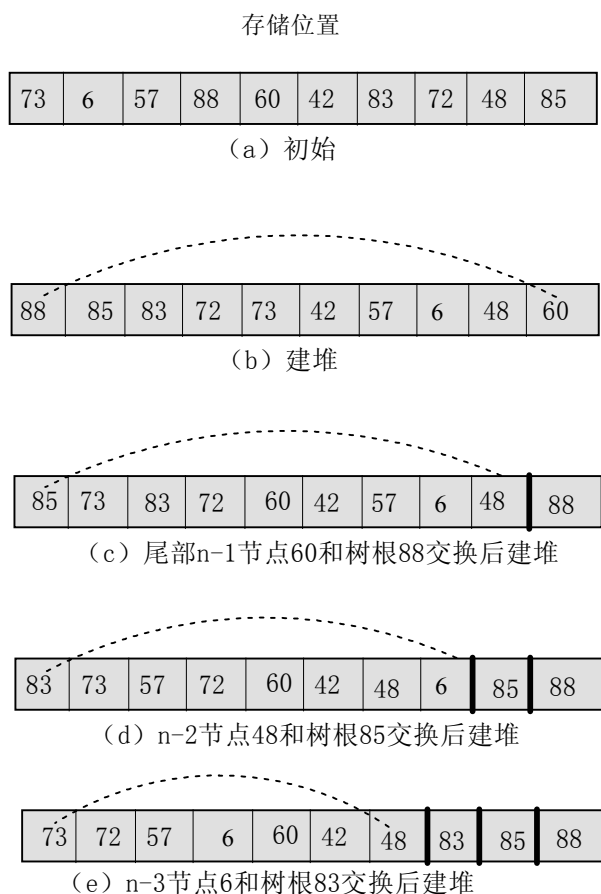 存储位置
73 6 57 88 60 42 83 72 48 85
（a）初始
88 85 83 72 73 42 57 6 48 60
（b）建堆
85 73 83 72 60 42 57 6 48 88
（c）尾部n-1节点60和树根88交换后建堆
83 73 57 72 60 42 48 6 85 88
（d）n-2节点48和树根85交换后建堆
73 72 57 6 60 42 48 83 85 88
（e）n-3节点6和树根83交换后建堆